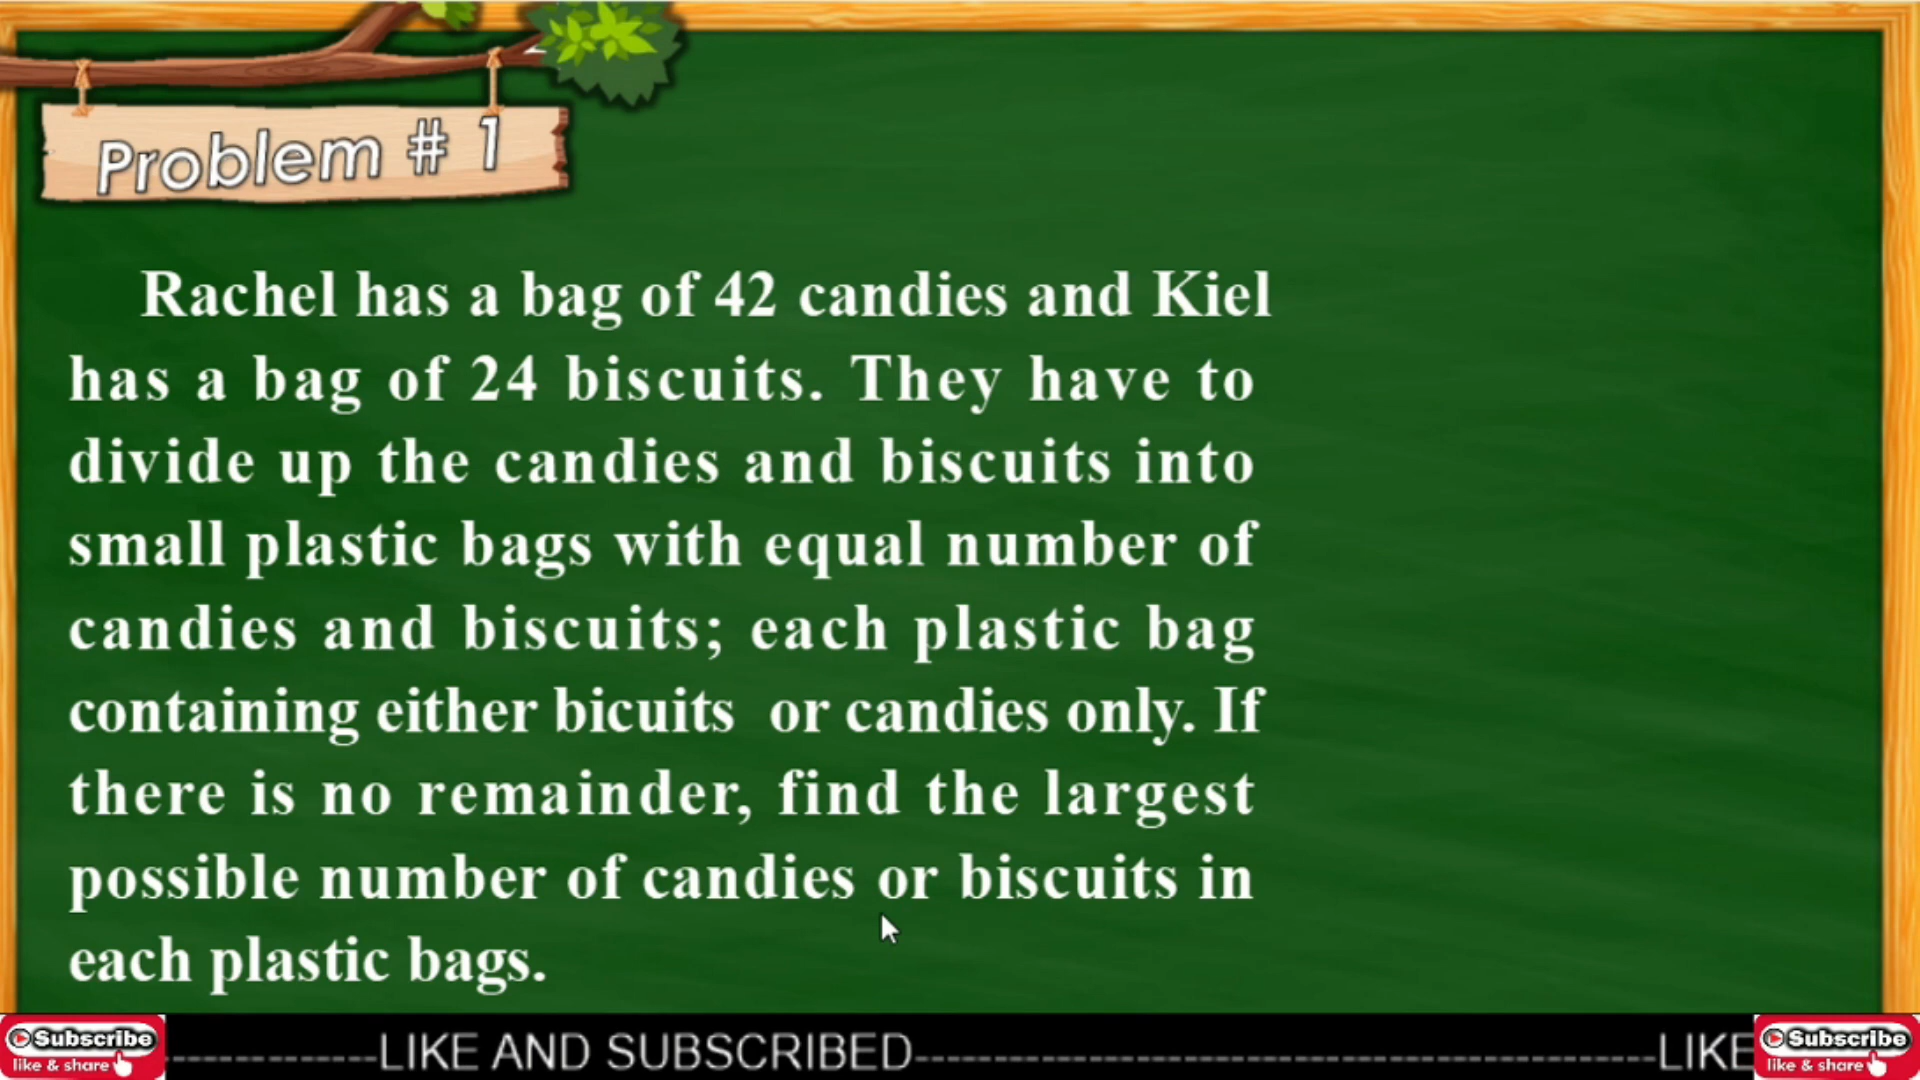 Problem # 1
Rachel has a bag of 42 candies and Kiel
has a bag of 24 biscuits. They have to
divide up the candies and biscuits into
small plastic bags with equal number of
candies and biscuits; each plastic bag
containing either bicuits or candies only. If
there is no remainder, find the largest
possible number of candies or biscuits in
each plastic bags.
Subscribe
like & share
------------LIKE AND SUBSCRIBED--------------------------------------------LIKE
Subscribe
like & share